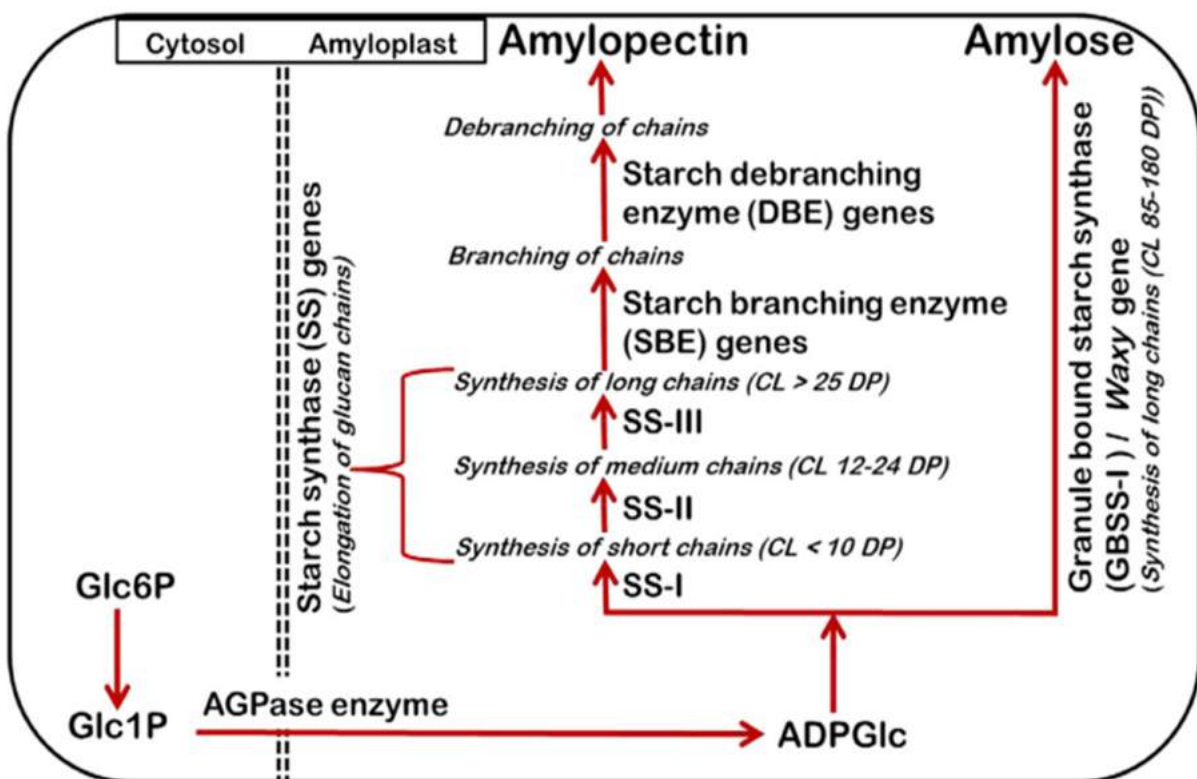 Cytosol
Amyloplast
Amylopectin
Amylose
Debranching of chains
Starch debranching
enzyme (DBE) genes
Branching of chains
Starch branching enzyme
(SBE) genes
Synthesis of long chains (CL > 25 DP)
SS-III
Synthesis of medium chains (CL 12-24 DP)
SS-II
Synthesis of short chains (CL < 10 DP)
SS-I
Starch synthase (SS) genes
(Elongation of glucan chains)
Granule bound starch synthase
(GBSS-I) / Waxy gene
(Synthesis of long chains (CL 85-180 DP))
Glc6P
Glc1P
AGPase enzyme
ADPGlc